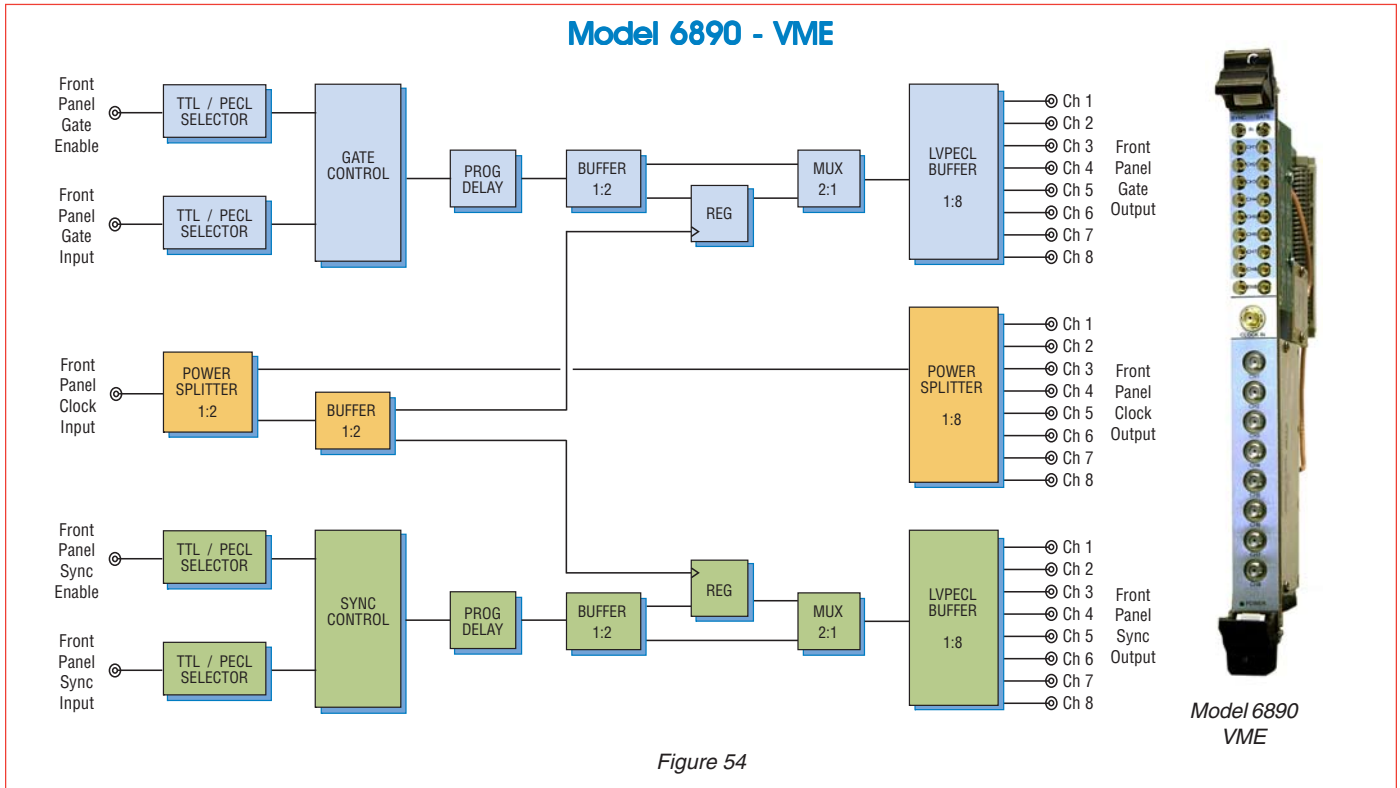 Model 6890 - VME
Front
Panel
Gate
Enable
TTL / PECL
SELECTOR
Front
Panel
Gate
Input
TTL / PECL
SELECTOR
GATE
CONTROL
PROG
DELAY
BUFFER
1:2
REG
MUX
2:1
LVPECL
BUFFER
1:8
Ch 1
Ch 2
Ch 3
Ch 4
Ch 5
Ch 6
Ch 7
Ch 8
Front
Panel
Gate
Output
Front
Panel
Clock
Input
POWER
SPLITTER
1:2
BUFFER
1:2
POWER
SPLITTER
1:8
Ch 1
Ch 2
Ch 3
Ch 4
Ch 5
Ch 6
Ch 7
Ch 8
Front
Panel
Clock
Output
Front
Panel
Sync
Enable
TTL / PECL
SELECTOR
Front
Panel
Sync
Input
TTL / PECL
SELECTOR
SYNC
CONTROL
PROG
DELAY
BUFFER
1:2
REG
MUX
2:1
LVPECL
BUFFER
1:8
Ch 1
Ch 2
Ch 3
Ch 4
Ch 5
Ch 6
Ch 7
Ch 8
Front
Panel
Sync
Output
SYNC GATE
CLOCK IN
POWER
Model 6890
VME
Figure 54